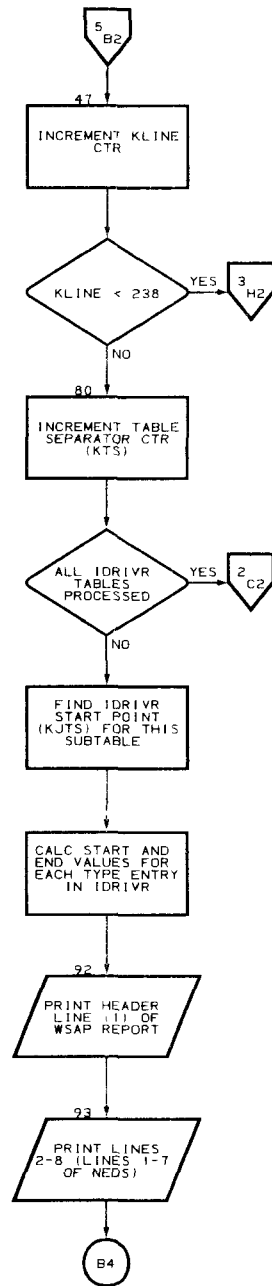 5
B2
47
INCREMENT KLINE
CTR
KLINE < 238
YES
3
H2
NO
80
INCREMENT TABLE
SEPARATOR CTR
(KTS)
ALL IDRIVR
TABLES
PROCESSED
YES
2
C2
NO
FIND IDRIVR
START POINT
(KJTS) FOR THIS
SUBTABLE
CALC START AND
END VALUES FOR
EACH TYPE ENTRY
IN IDRIVR
92
PRINT HEADER
LINE (1) OF
WSAP REPORT
93
PRINT LINES
2-8 (LINES 1-7
OF NEDS)
B4